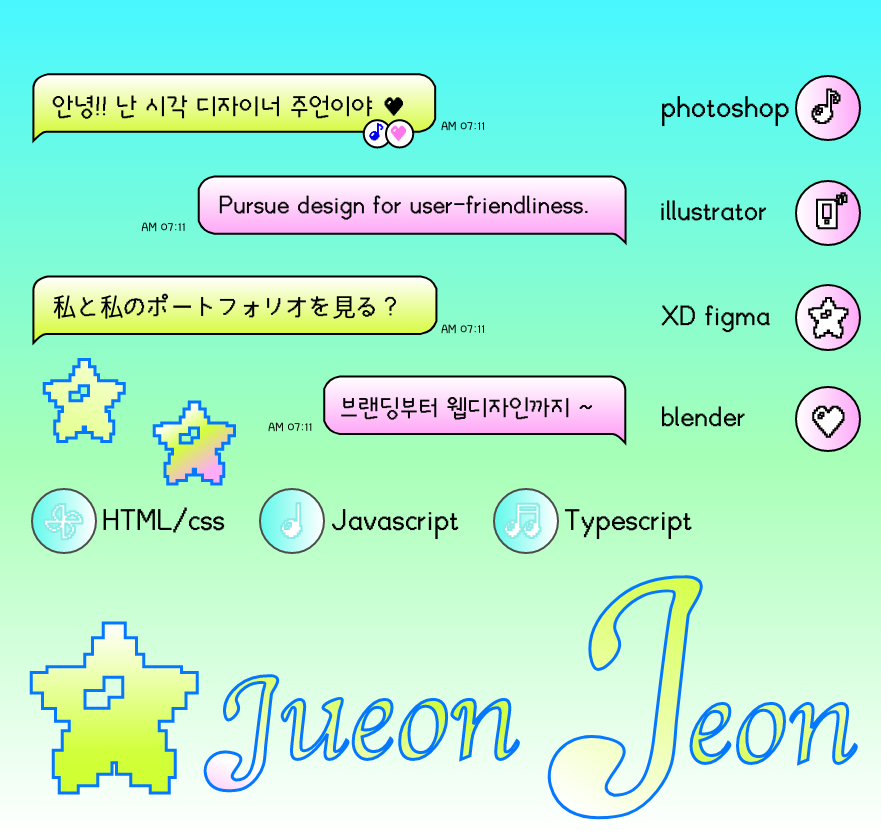 안녕!! 난 시각 디자이너 주언이야 ♥
AM 07:11
photoshop
Pursue design for user-friendliness.
AM 07:11
illustrator
私と私のポートフォリオを見る？
AM 07:11
XD figma
브랜딩부터 웹디자인까지 ~
AM 07:11
blender
HTML/css
Javascript
Typescript
Jueon Jeon